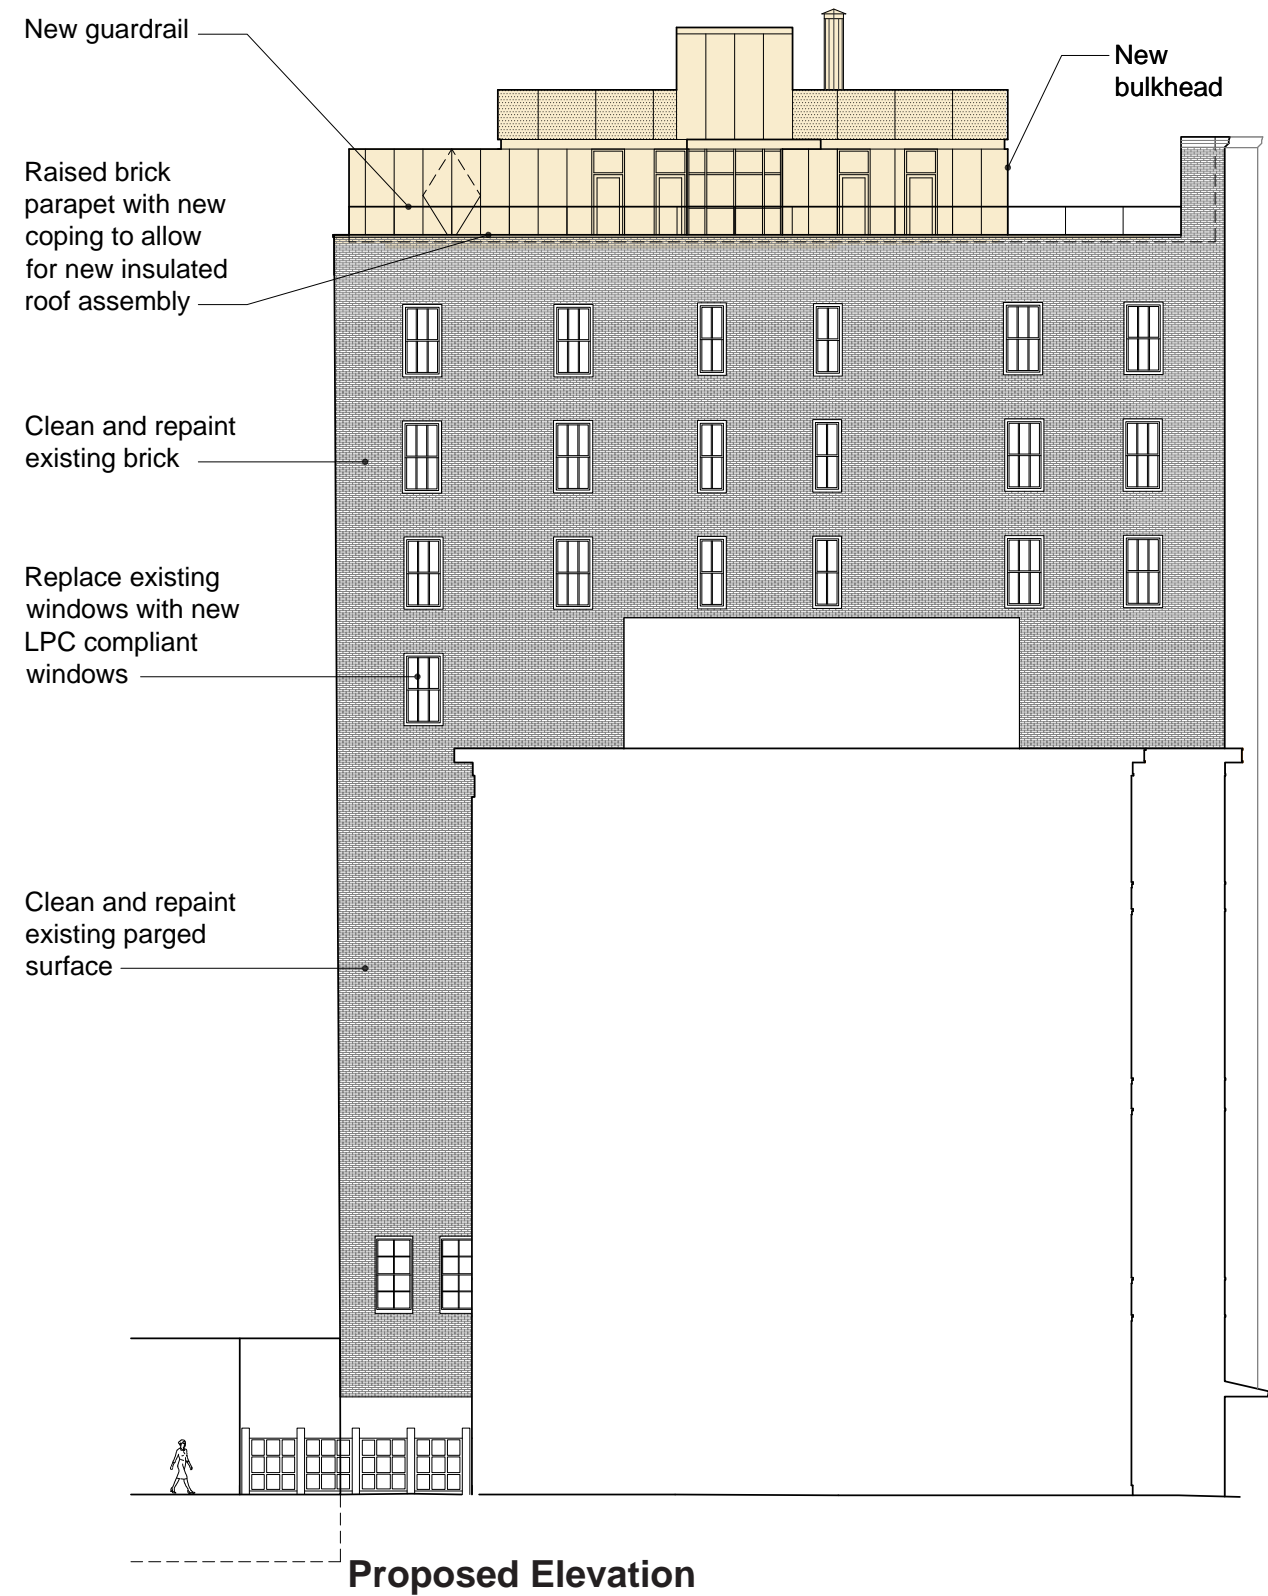 New guardrail
New
bulkhead
Raised brick
parapet with new
coping to allow
for new insulated
roof assembly
Clean and repaint
existing brick
Replace existing
windows with new
LPC compliant
windows
Clean and repaint
existing parged
surface
Proposed Elevation